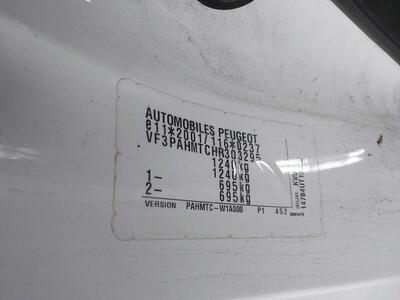 AUTOMOBILES PEUGEOT
e11*2001/116*0237
VF3PAHMTCHR303295
1240kg
1240kg
1— 695kg
2— 695kg
VERSION PAHMTC-W1A000 P1 452